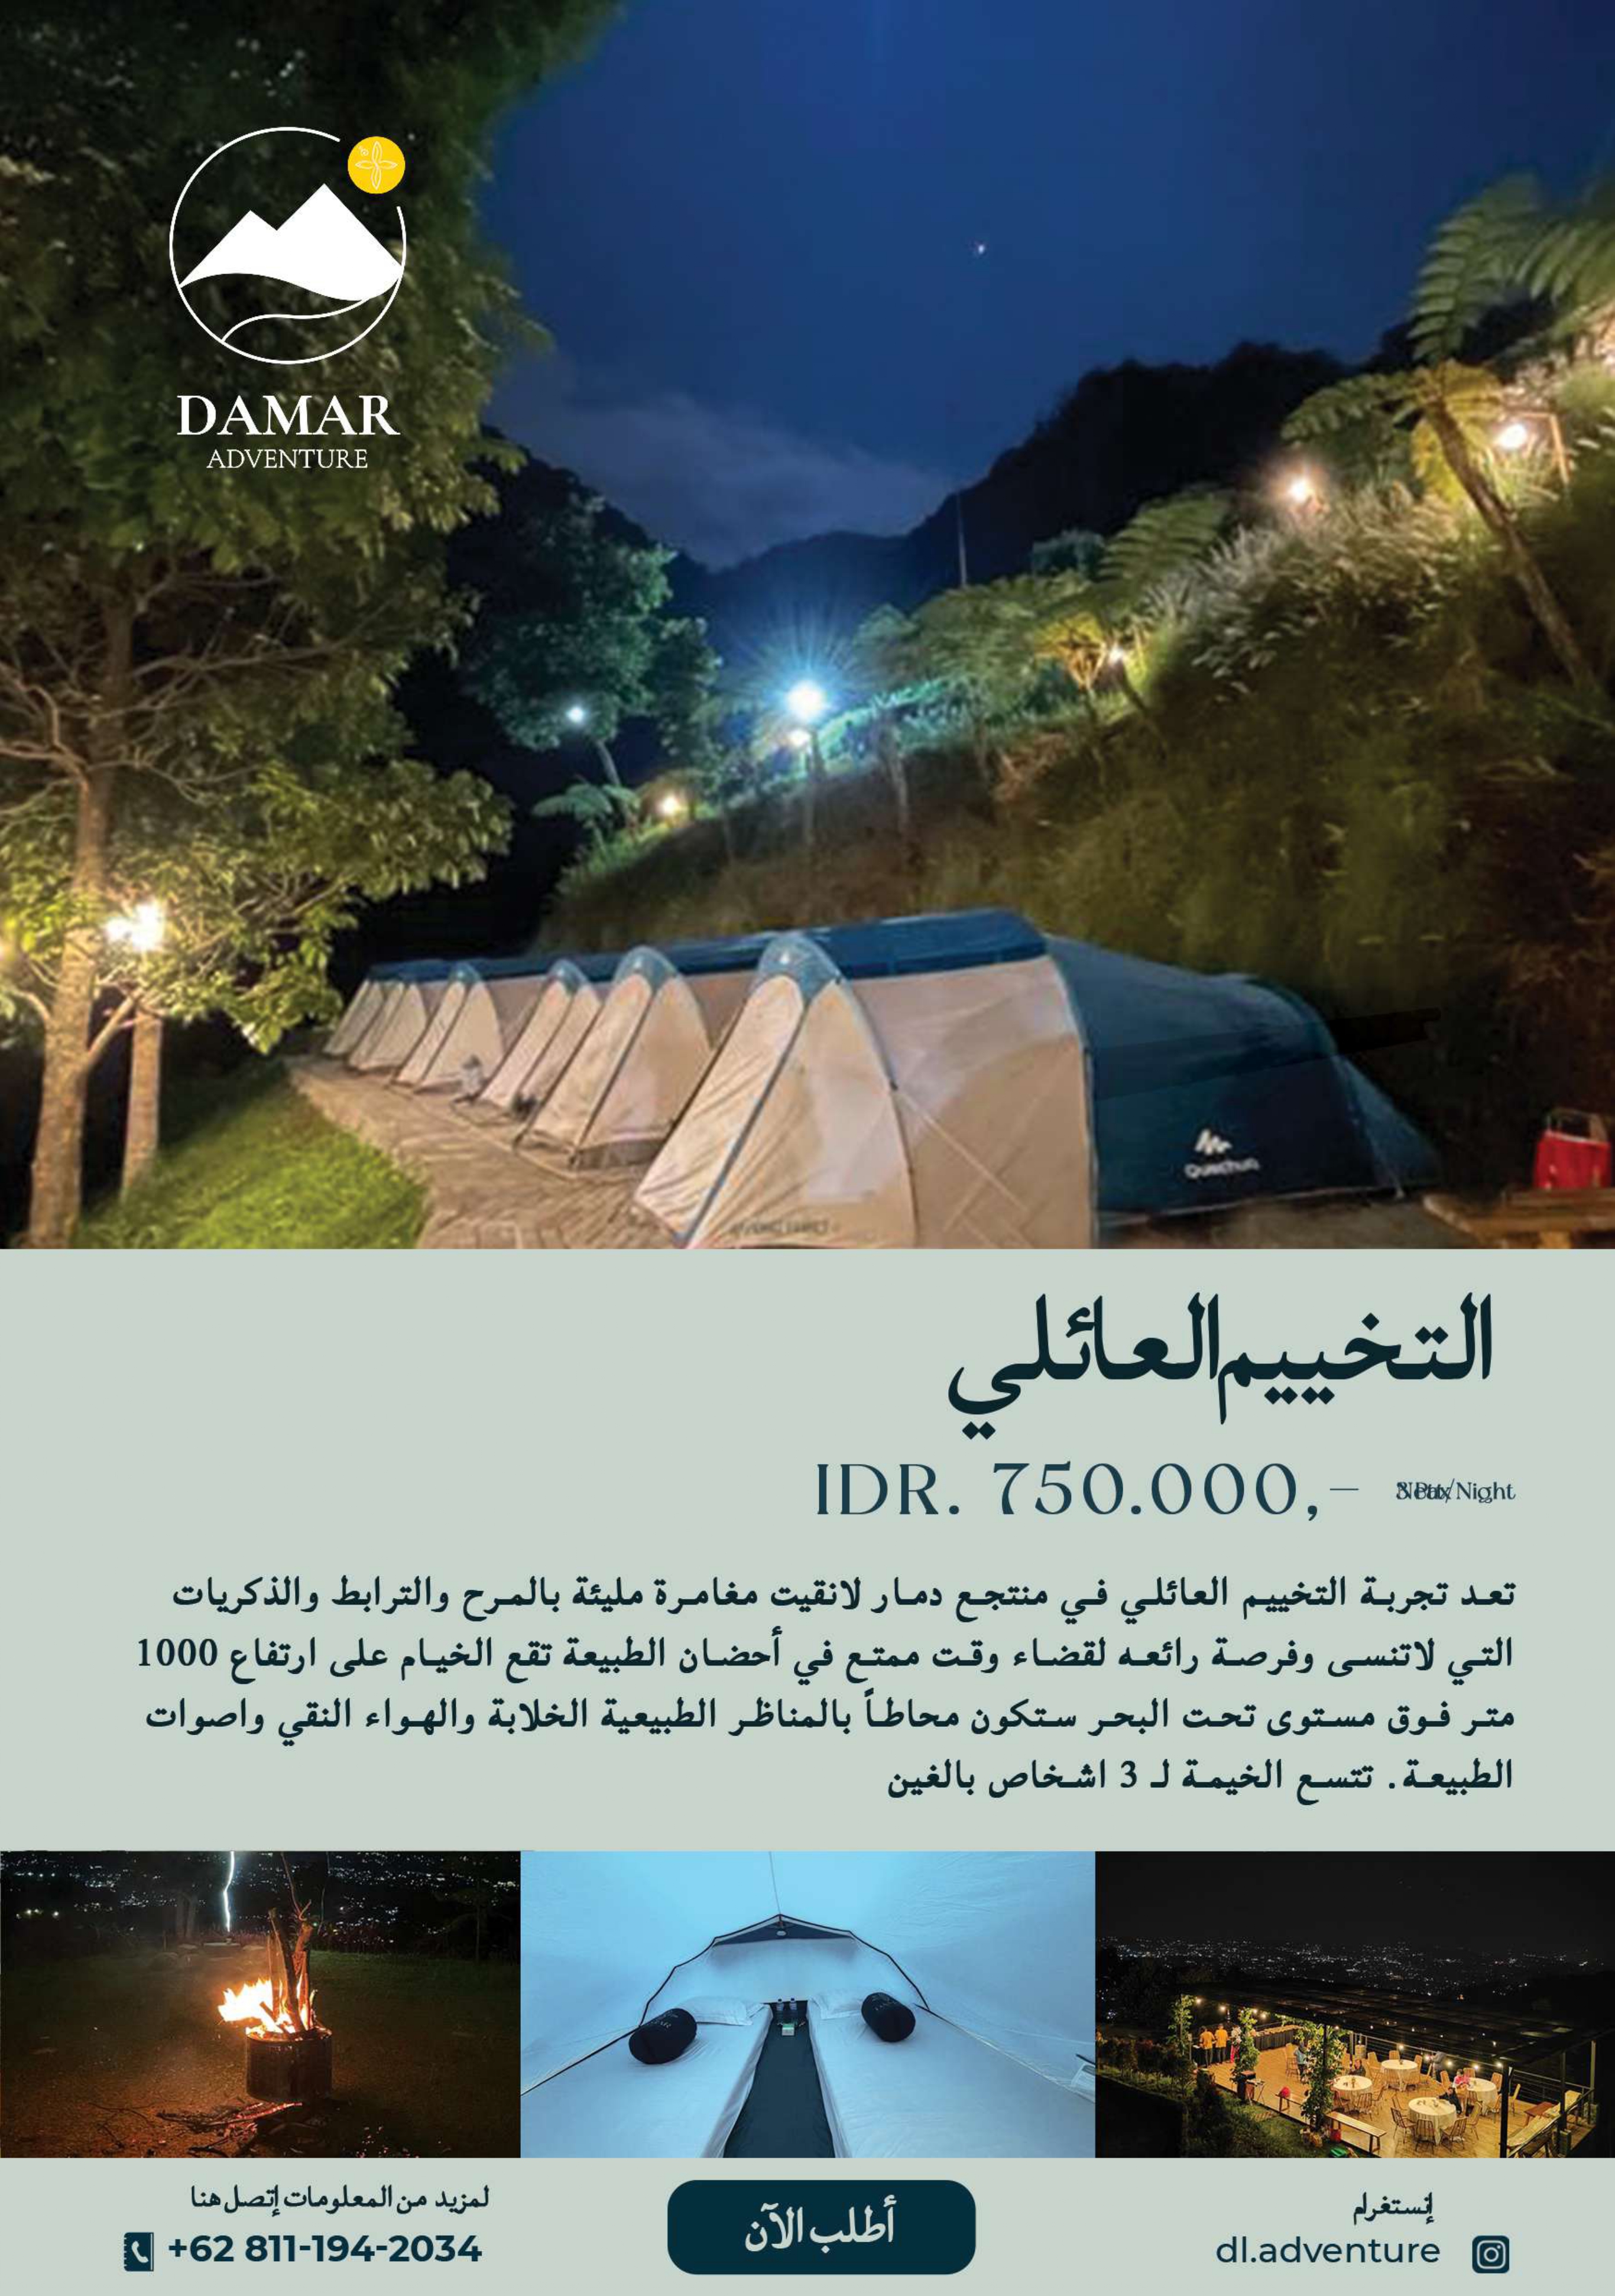 DAMAR
ADVENTURE
Quechua
التخييم العائلي
IDR. 750.000,-
/Night
تعد تجربة التخييم العائلي في منتجع دمار لانقيت مغامرة مليئة بالمرح والترابط والذكريات
التي لاتنسى وفرصة رائعه لقضاء وقت ممتع في أحضان الطبيعة تقع الخيام على ارتفاع 1000
متر فوق مستوى تحت البحر ستكون محاطاً بالمناظر الطبيعية الخلابة والهواء النقي واصوات
الطبيعة. تتسع الخيمة لـ 3 اشخاص بالغين
لمزيد من المعلومات إتصل هنا
+62 811-194-2034
أطلب الآن
إنستغرام
dl.adventure